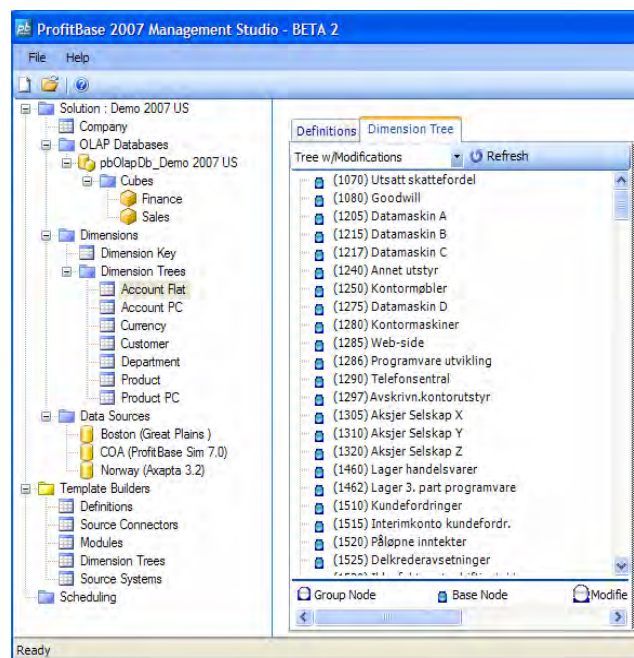 ProfitBase 2007 Management Studio - BETA 2
File Help
Solution : Demo 2007 US
Company
OLAP Databases
pbOlapDb_Demo 2007 US
Cubes
Finance
Sales
Dimensions
Dimension Key
Dimension Trees
Account Flat
Account PC
Currency
Customer
Department
Product
Product PC
Data Sources
Boston (Great Plains )
COA (ProfitBase Sim 7.0)
Norway (Axapta 3.2)
Template Builders
Definitions
Source Connectors
Modules
Dimension Trees
Source Systems
Scheduling
Definitions Dimension Tree
Tree w/Modifications Refresh
(1070) Utsatt skattefordel
(1080) Goodwill
(1205) Datamaskin A
(1215) Datamaskin B
(1217) Datamaskin C
(1240) Annet utstyr
(1250) Kontormøbler
(1275) Datamaskin D
(1280) Kontormaskiner
(1285) Web-side
(1286) Programvare utvikling
(1290) Telefonsentral
(1297) Avskrivn.kontorutstyr
(1305) Aksjer Selskap X
(1310) Aksjer Selskap Y
(1320) Aksjer Selskap Z
(1460) Lager handelsvarer
(1462) Lager 3. part programvare
(1510) Kundefordringer
(1515) Interimkonto kundefordr.
(1520) Påløpne inntekter
(1525) Delkrederavsetninger
Group Node Base Node Modifie
Ready